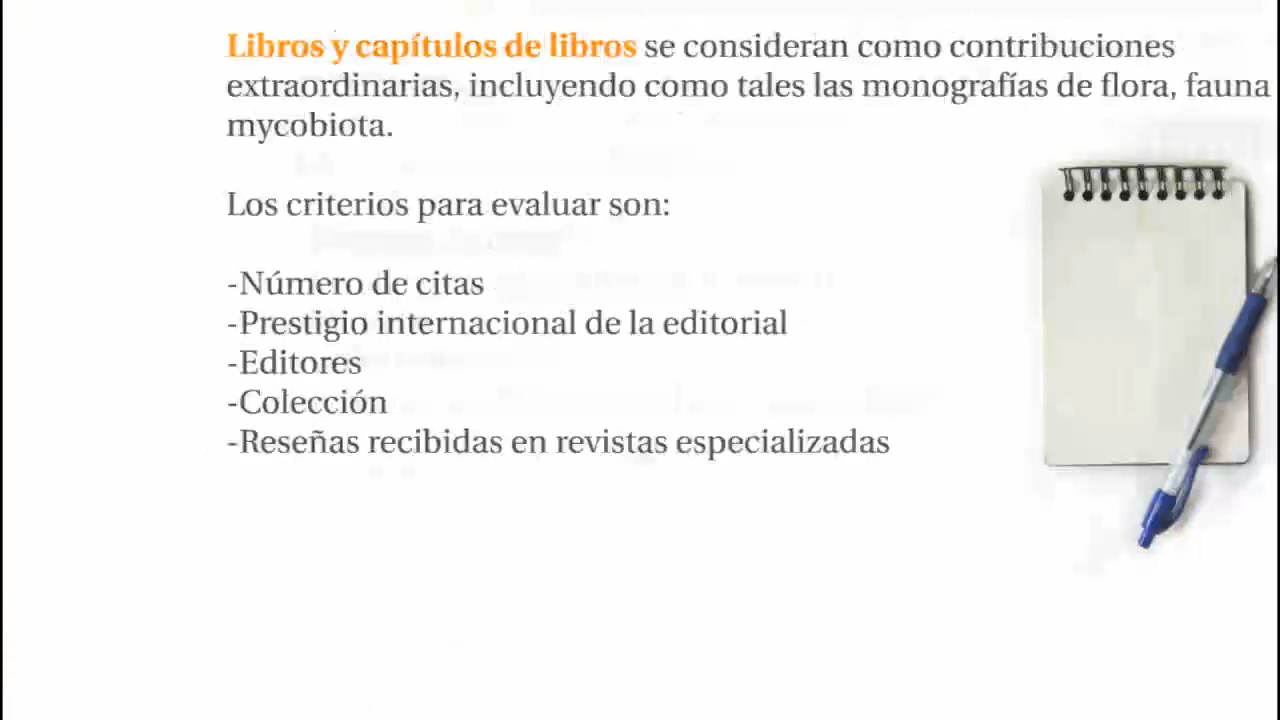 Libros y capítulos de libros se consideran como contribuciones
extraordinarias, incluyendo como tales las monografías de flora, fauna
mycobiota.
Los criterios para evaluar son:
-Número de citas
-Prestigio internacional de la editorial
-Editores
-Colección
-Reseñas recibidas en revistas especializadas